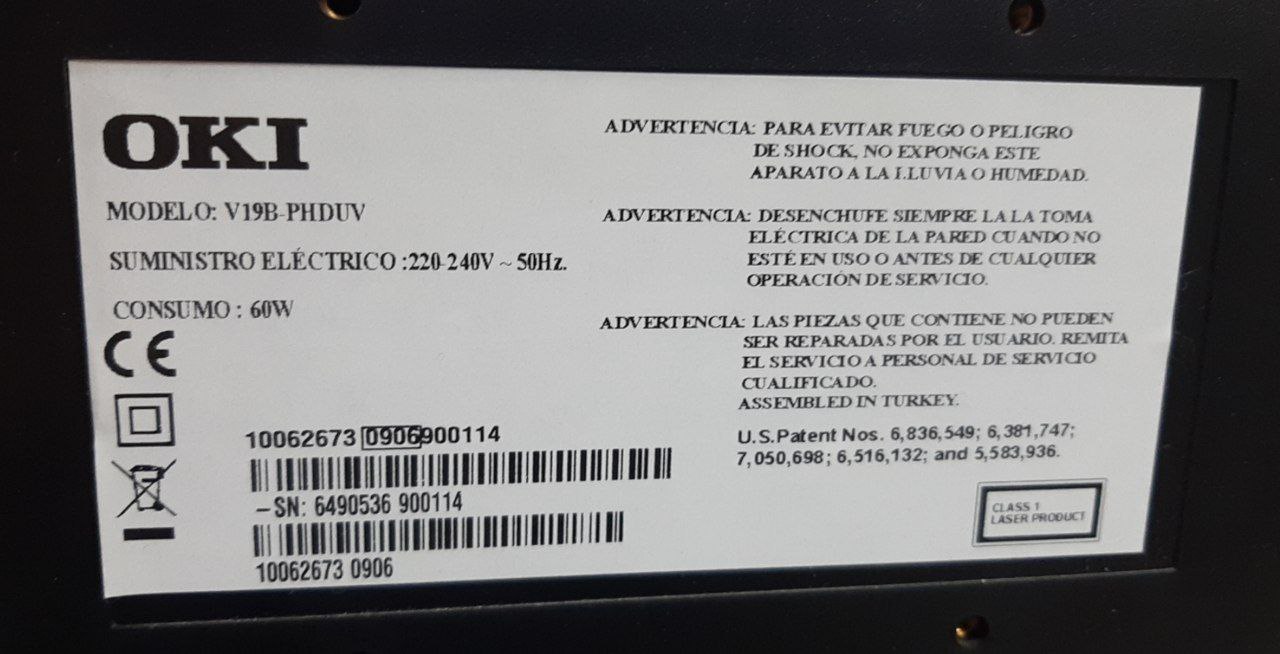 OKI
MODELO: V19B-PHDUV
SUMINISTRO ELÉCTRICO :220-240V ~ 50Hz.
CONSUMO : 60W
CE
10062673 0906900114
-SN: 6490536 900114
10062673 0906
ADVERTENCIA: PARA EVITAR FUEGO O PELIGRO
DE SHOCK, NO EXPONGA ESTE
APARATO A LA LLUVIA O HUMEDAD.
ADVERTENCIA: DESENCHUFE SIEMPRE LA LA TOMA
ELÉCTRICA DE LA PARED CUANDO NO
ESTÉ EN USO O ANTES DE CUALQUIER
OPERACIÓN DE SERVICIO.
ADVERTENCIA: LAS PIEZAS QUE CONTIENE NO PUEDEN
SER REPARADAS POR EL USUARIO. REMITA
EL SERVICIO A PERSONAL DE SERVICIO
CUALIFICADO.
ASSEMBLED IN TURKEY.
U.S.Patent Nos. 6,836,549; 6,381,747;
7,050,698; 6,516,132; and 5,583,936.
CLASS 1
LASER PRODUCT